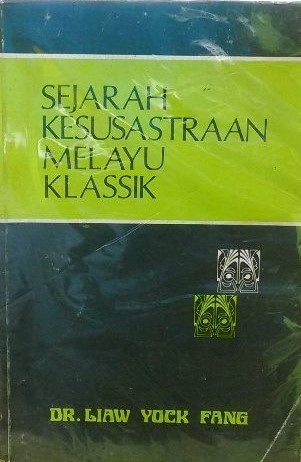 SEJARAH
KESUSASTRAAN
MELAYU
KLASSIK
DR. LIAW YOCK FANG